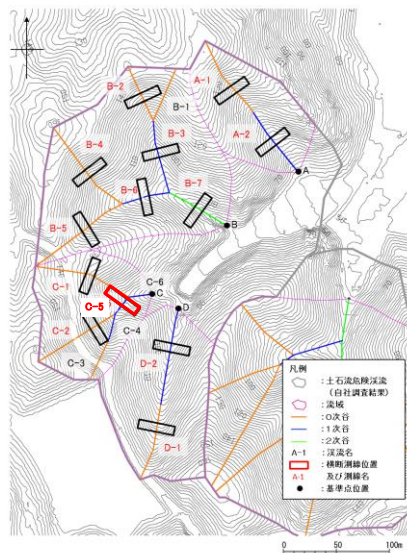 A-1
B-2
B-1
A-2
B-4
B-3
B-6
B-7
A
B-5
B
C-1
C-6
C
C-5
D
C-2
C-4
C-3
D-2
D-1
凡例
：土石流危険渓流
（自社調査結果）
：流域
：0次谷
：1次谷
：2次谷
A-1 ：渓流名
：横断測線位置
A-1 及び測線名
：基準点位置
0 50 100m